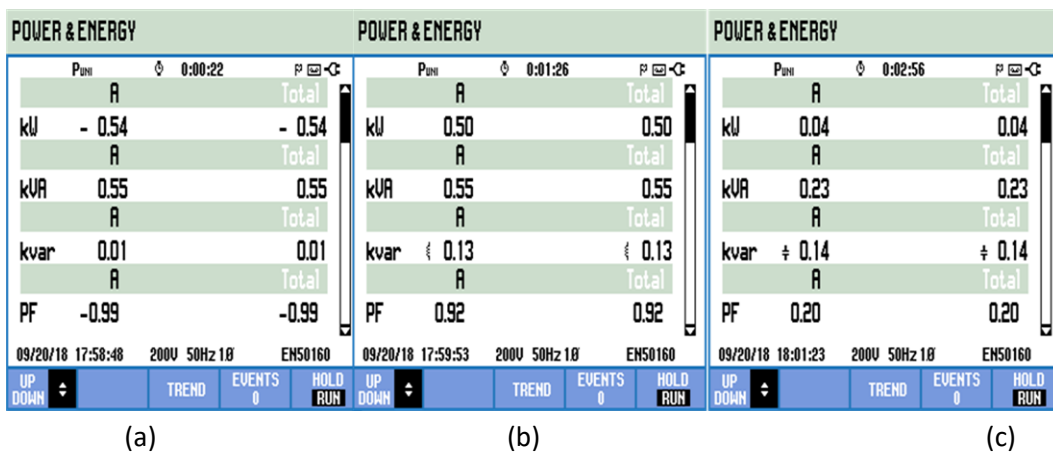 POWER & ENERGY
PUNI 0:00:22
A Total
kW - 0.54 - 0.54
A Total
kVA 0.55 0.55
A Total
kvar 0.01 0.01
A Total
PF -0.99 -0.99
09/20/18 17:58:48 200V 50Hz 1Ø EN50160
UP DOWN TREND EVENTS 0 HOLD RUN
(a)
POWER & ENERGY
PUNI 0:01:26
A Total
kW 0.50 0.50
A Total
kVA 0.55 0.55
A Total
kvar 0.13 0.13
A Total
PF 0.92 0.92
09/20/18 17:59:53 200V 50Hz 1Ø EN50160
UP DOWN TREND EVENTS 0 HOLD RUN
(b)
POWER & ENERGY
PUNI 0:02:56
A Total
kW 0.04 0.04
A Total
kVA 0.23 0.23
A Total
kvar 0.14 0.14
A Total
PF 0.20 0.20
09/20/18 18:01:23 200V 50Hz 1Ø EN50160
UP DOWN TREND EVENTS 0 HOLD RUN
(c)